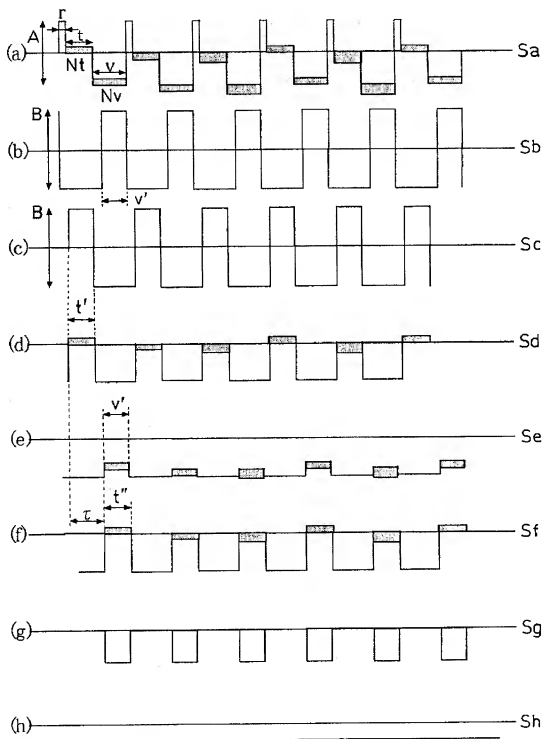 r
A t
(a) Sa
Nt v
Nv
B
(b) Sb
v'
B
(c) Sc
t'
(d) Sd
v'
(e) Se
τ t"
(f) Sf
(g) Sg
(h) Sh